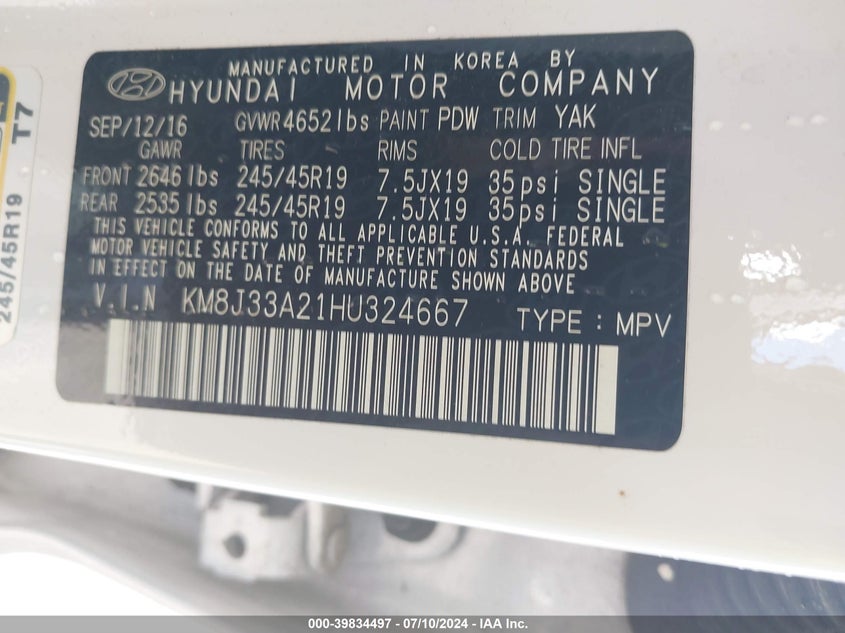 MANUFACTURED IN KOREA BY
HYUNDAI MOTOR COMPANY
SEP/12/16 GVWR 4652lbs PAINT PDW TRIM YAK
GAWR TIRES RIMS COLD TIRE INFL
FRONT 2646 lbs 245/45R19 7.5JX19 35psi SINGLE
REAR 2535 lbs 245/45R19 7.5JX19 35psi SINGLE
THIS VEHICLE CONFORMS TO ALL APPLICABLE U.S.A. FEDERAL
MOTOR VEHICLE SAFETY AND THEFT PREVENTION STANDARDS
IN EFFECT ON THE DATE OF MANUFACTURE SHOWN ABOVE
V.I.N KM8J33A21HU324667 TYPE : MPV
245/45R19 T7
000-39834497 - 07/10/2024 - IAA Inc.